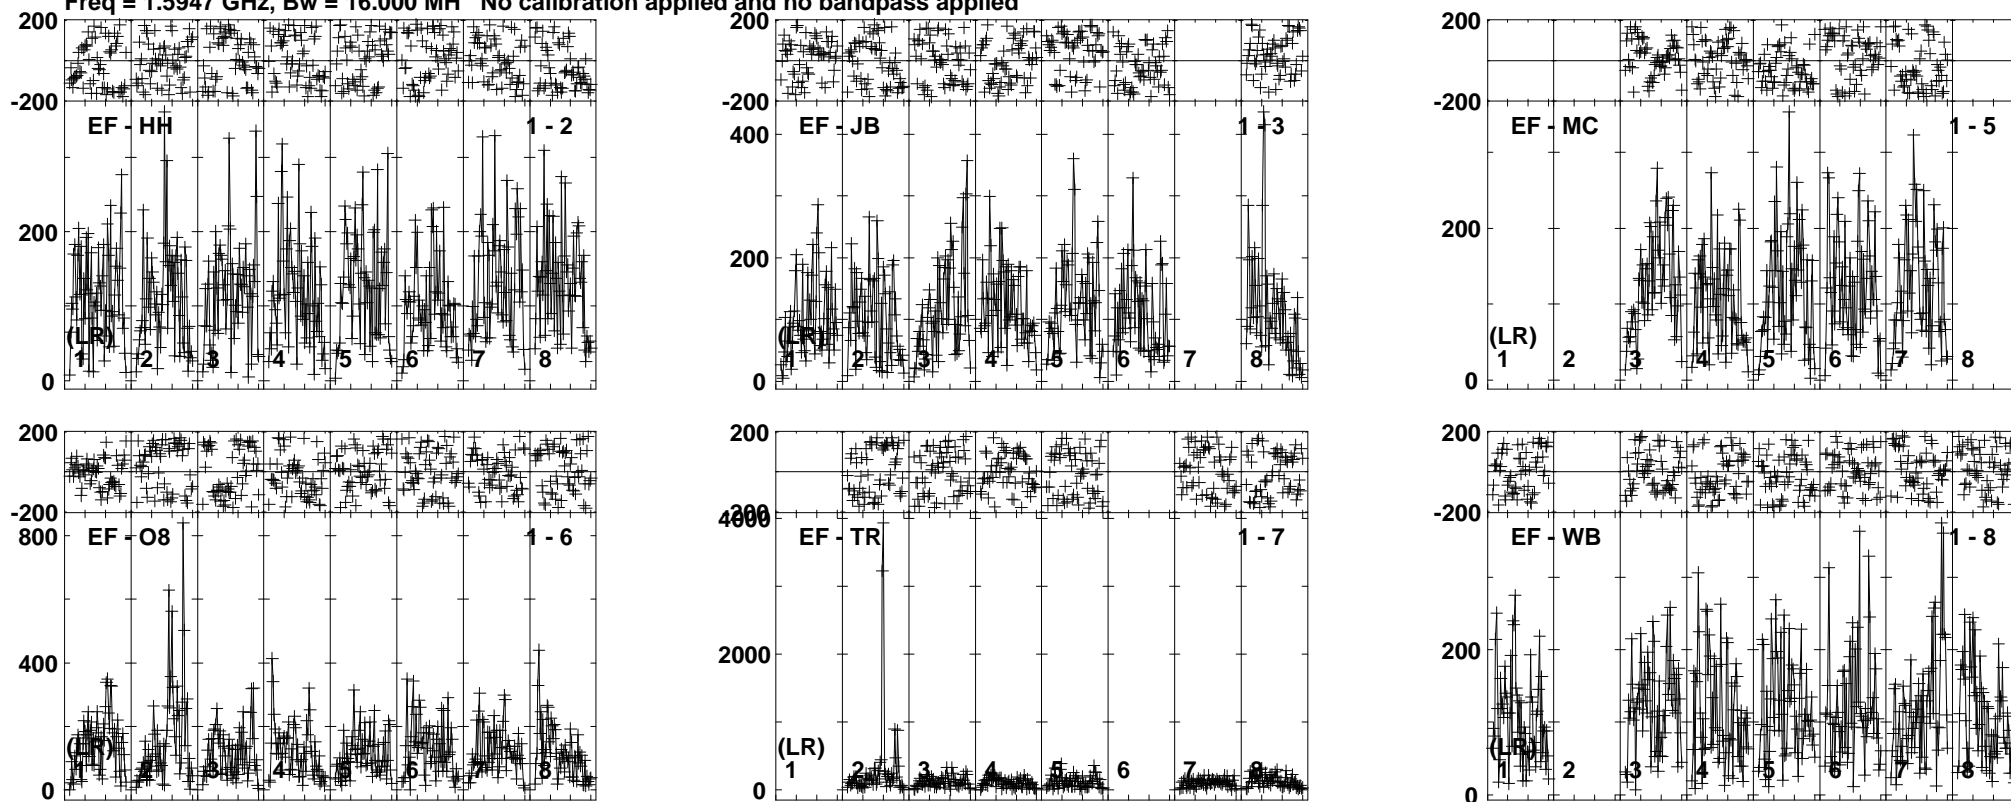 Freq = 1.5947 GHz, Bw = 16.000 MH No calibration applied and no bandpass applied
200
-200
EF - HH 1 - 2
200
(LR)
1 2 3 4 5 6 7 8
0
200
-200
EF - JB 1 - 3
400
200
(LR)
1 2 3 4 5 6 7 8
0
200
-200
EF - MC 1 - 5
200
(LR)
1 2 3 4 5 6 7 8
0
200
-200
EF - O8 1 - 6
800
400
(LR)
1 2 3 4 5 6 7 8
0
200
-200
4000
EF - TR 1 - 7
2000
(LR)
1 2 3 4 5 6 7 8
0
200
-200
EF - WB 1 - 8
200
(LR)
1 2 3 4 5 6 7 8
0